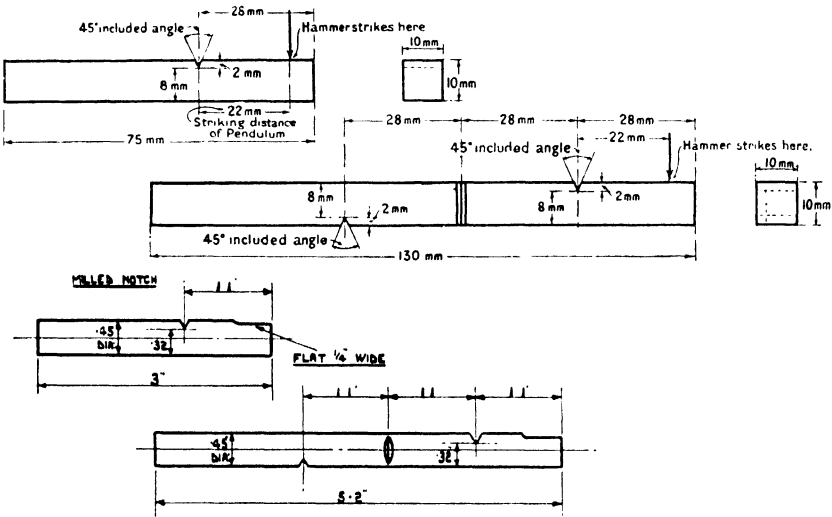 28mm
45° included angle
Hammer strikes here
2 mm
8 mm
22 mm
Striking distance
of Pendulum
75 mm
10 mm
10 mm
28 mm
28 mm
28 mm
22 mm
45° included angle
Hammer strikes here.
8 mm
2 mm
8 mm
2 mm
45° included angle
130 mm
10 mm
10 mm
MILLED NOTCH
.45
DIA.
.32
FLAT 1/4" WIDE
3"
.45
DIA.
.32
5.2"